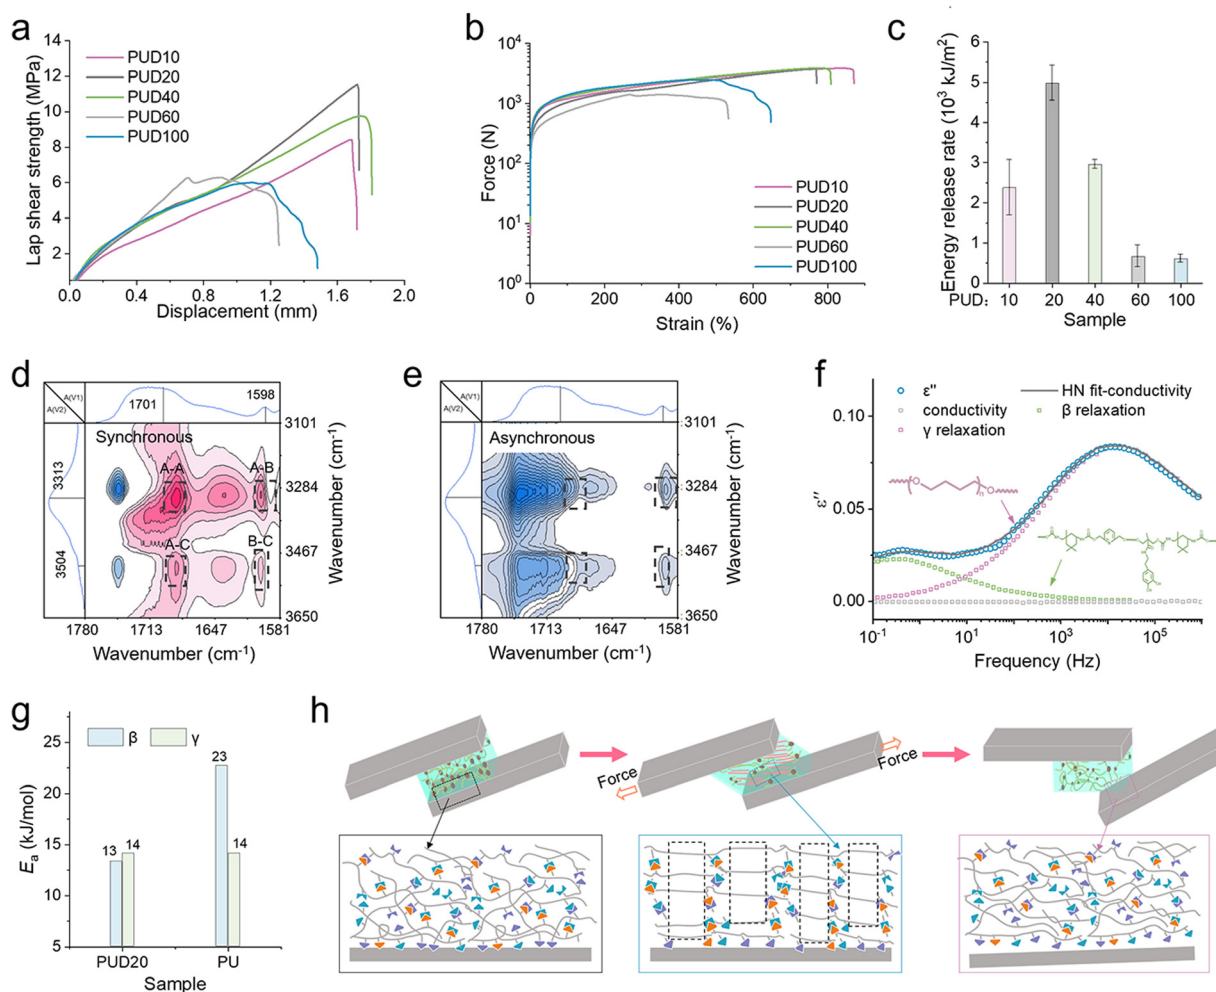 a
Lap shear strength (MPa)
14
12
10
8
6
4
2
PUD10
PUD20
PUD40
PUD60
PUD100
0.0
0.4
0.8
1.2
1.6
2.0
Displacement (mm)
b
Force (N)
10⁴
10³
10²
10¹
10⁰
PUD10
PUD20
PUD40
PUD60
PUD100
0
200
400
600
800
Strain (%)
c
Energy release rate (10³ kJ/m²)
6
5
4
3
2
1
0
PUD: 10 20 40 60 100
Sample
d
A(V1)
A(V2)
1701
1598
3101
Synchronous
3313
A-A
A-B
3284
A-C
B-C
3467
3504
3650
Wavenumber (cm⁻¹)
1780 1713 1647 1581
Wavenumber (cm⁻¹)
e
A(V1)
A(V2)
3101
Asynchronous
3284
3467
3650
Wavenumber (cm⁻¹)
1780 1713 1647 1581
Wavenumber (cm⁻¹)
f
ε''
HN fit-conductivity
conductivity
β relaxation
γ relaxation
ε''
0.10
0.05
0.00
10⁻¹
10¹
10³
10⁵
Frequency (Hz)
g
Eₐ (kJ/mol)
β
γ
25
20
15
10
5
13
14
23
14
PUD20
PU
Sample
h
Force
Force